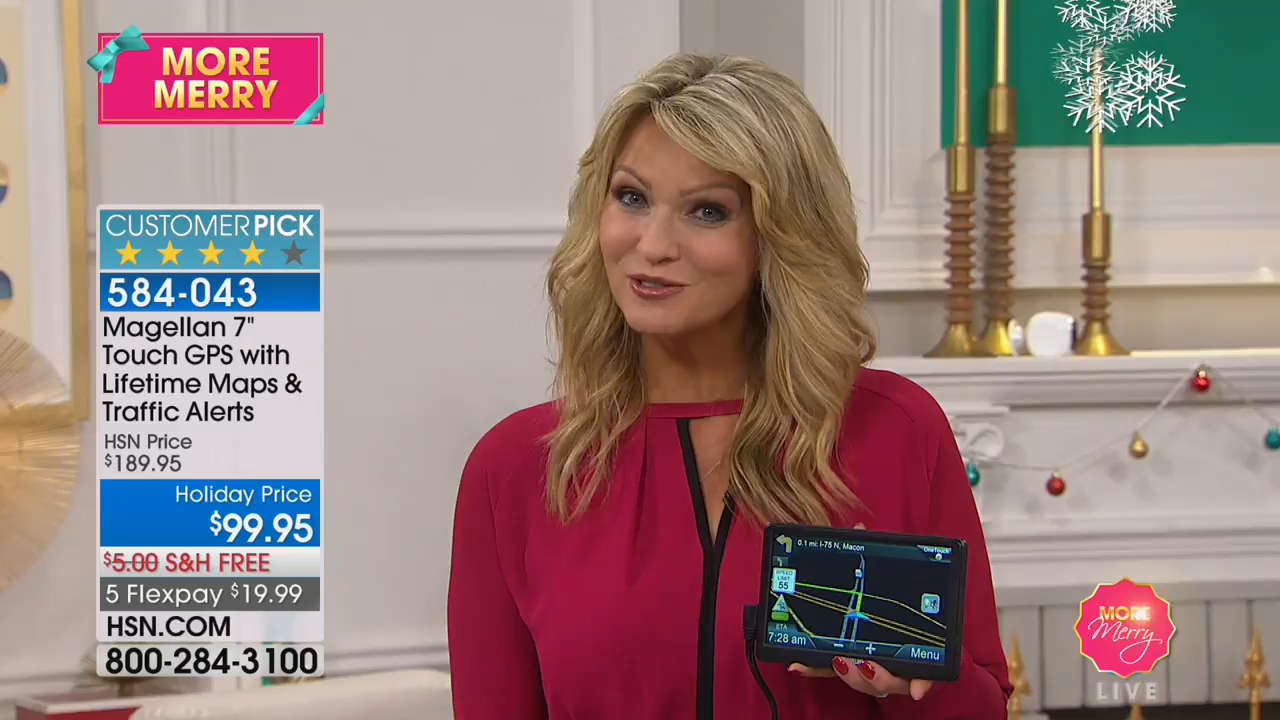 MORE
MERRY
CUSTOMER PICK
584-043
Magellan 7"
Touch GPS with
Lifetime Maps &
Traffic Alerts
HSN Price
$189.95
Holiday Price
$99.95
$5.00 S&H FREE
5 Flexpay $19.99
HSN.COM
800-284-3100
0.1 mi: I-75 N, Macon
OneTouch
SPEED
LIMIT
55
ETA
7:28 am
+
Menu
MORE
Merry
LIVE